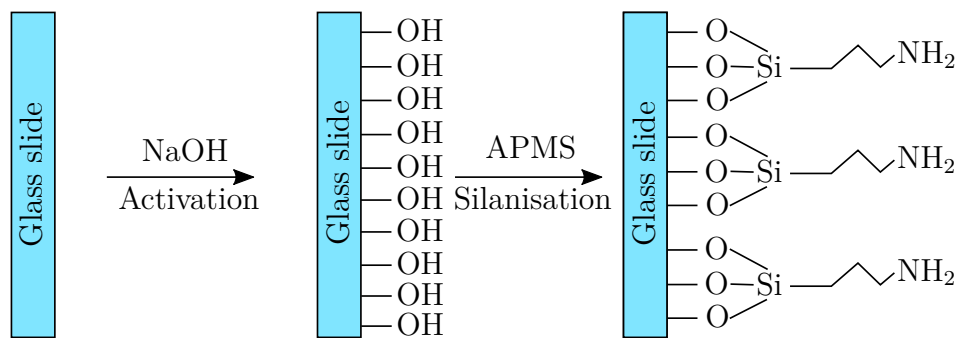 Glass slide
NaOH
Activation
Glass slide
OH
OH
OH
OH
OH
OH
OH
OH
OH
OH
APMS
Silanisation
Glass slide
O
O
O
Si
NH₂
O
O
O
Si
NH₂
O
O
O
Si
NH₂